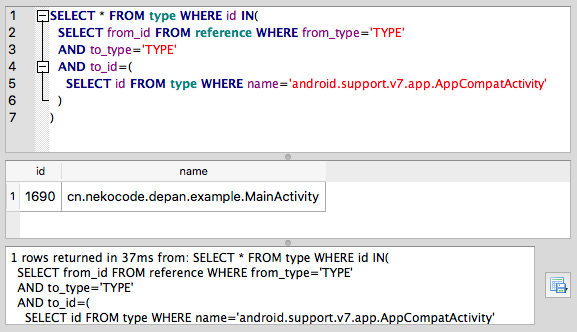 1 SELECT * FROM type WHERE id IN(
2 SELECT from_id FROM reference WHERE from_type='TYPE'
3 AND to_type='TYPE'
4 AND to_id=(
5 SELECT id FROM type WHERE name='android.support.v7.app.AppCompatActivity'
6 )
7 )
id name
1 1690 cn.nekocode.depan.example.MainActivity
1 rows returned in 37ms from: SELECT * FROM type WHERE id IN(
SELECT from_id FROM reference WHERE from_type='TYPE'
AND to_type='TYPE'
AND to_id=(
SELECT id FROM type WHERE name='android.support.v7.app.AppCompatActivity'